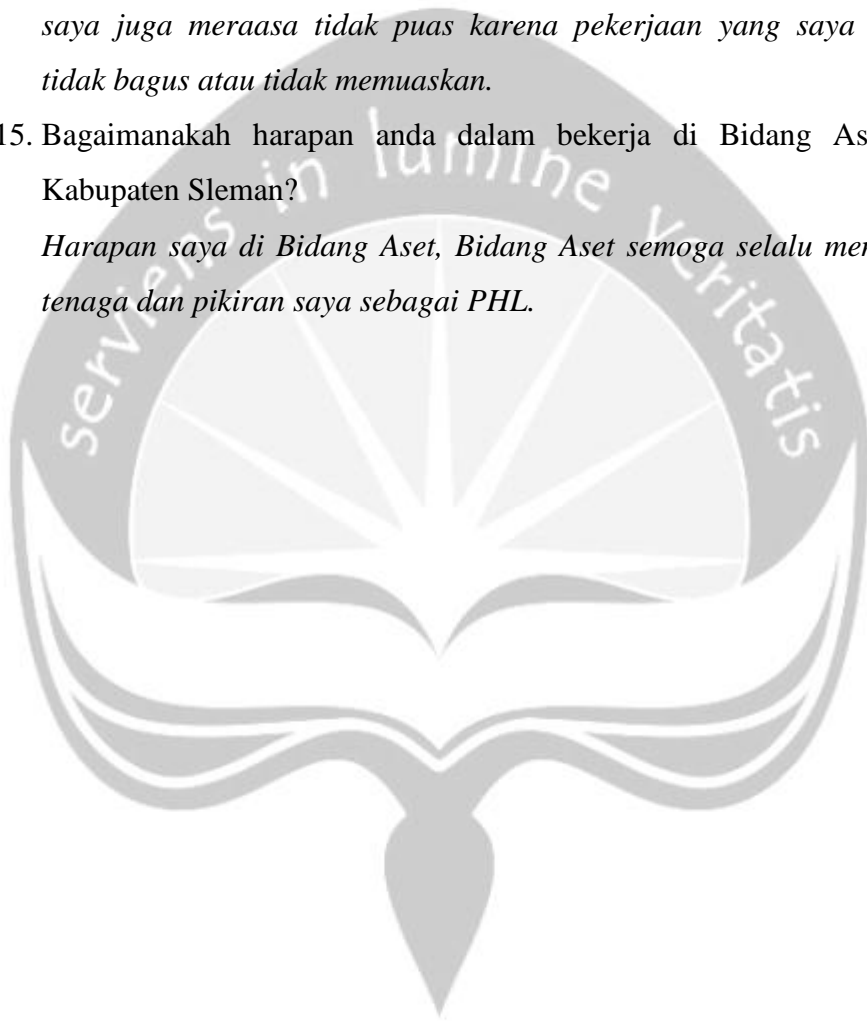 saya juga meraasa tidak puas karena pekerjaan yang saya
tidak bagus atau tidak memuaskan.
15. Bagaimanakah harapan anda dalam bekerja di Bidang As
Kabupaten Sleman?
Harapan saya di Bidang Aset, Bidang Aset semoga selalu mer
tenaga dan pikiran saya sebagai PHL.
serviens in lumine veritatis